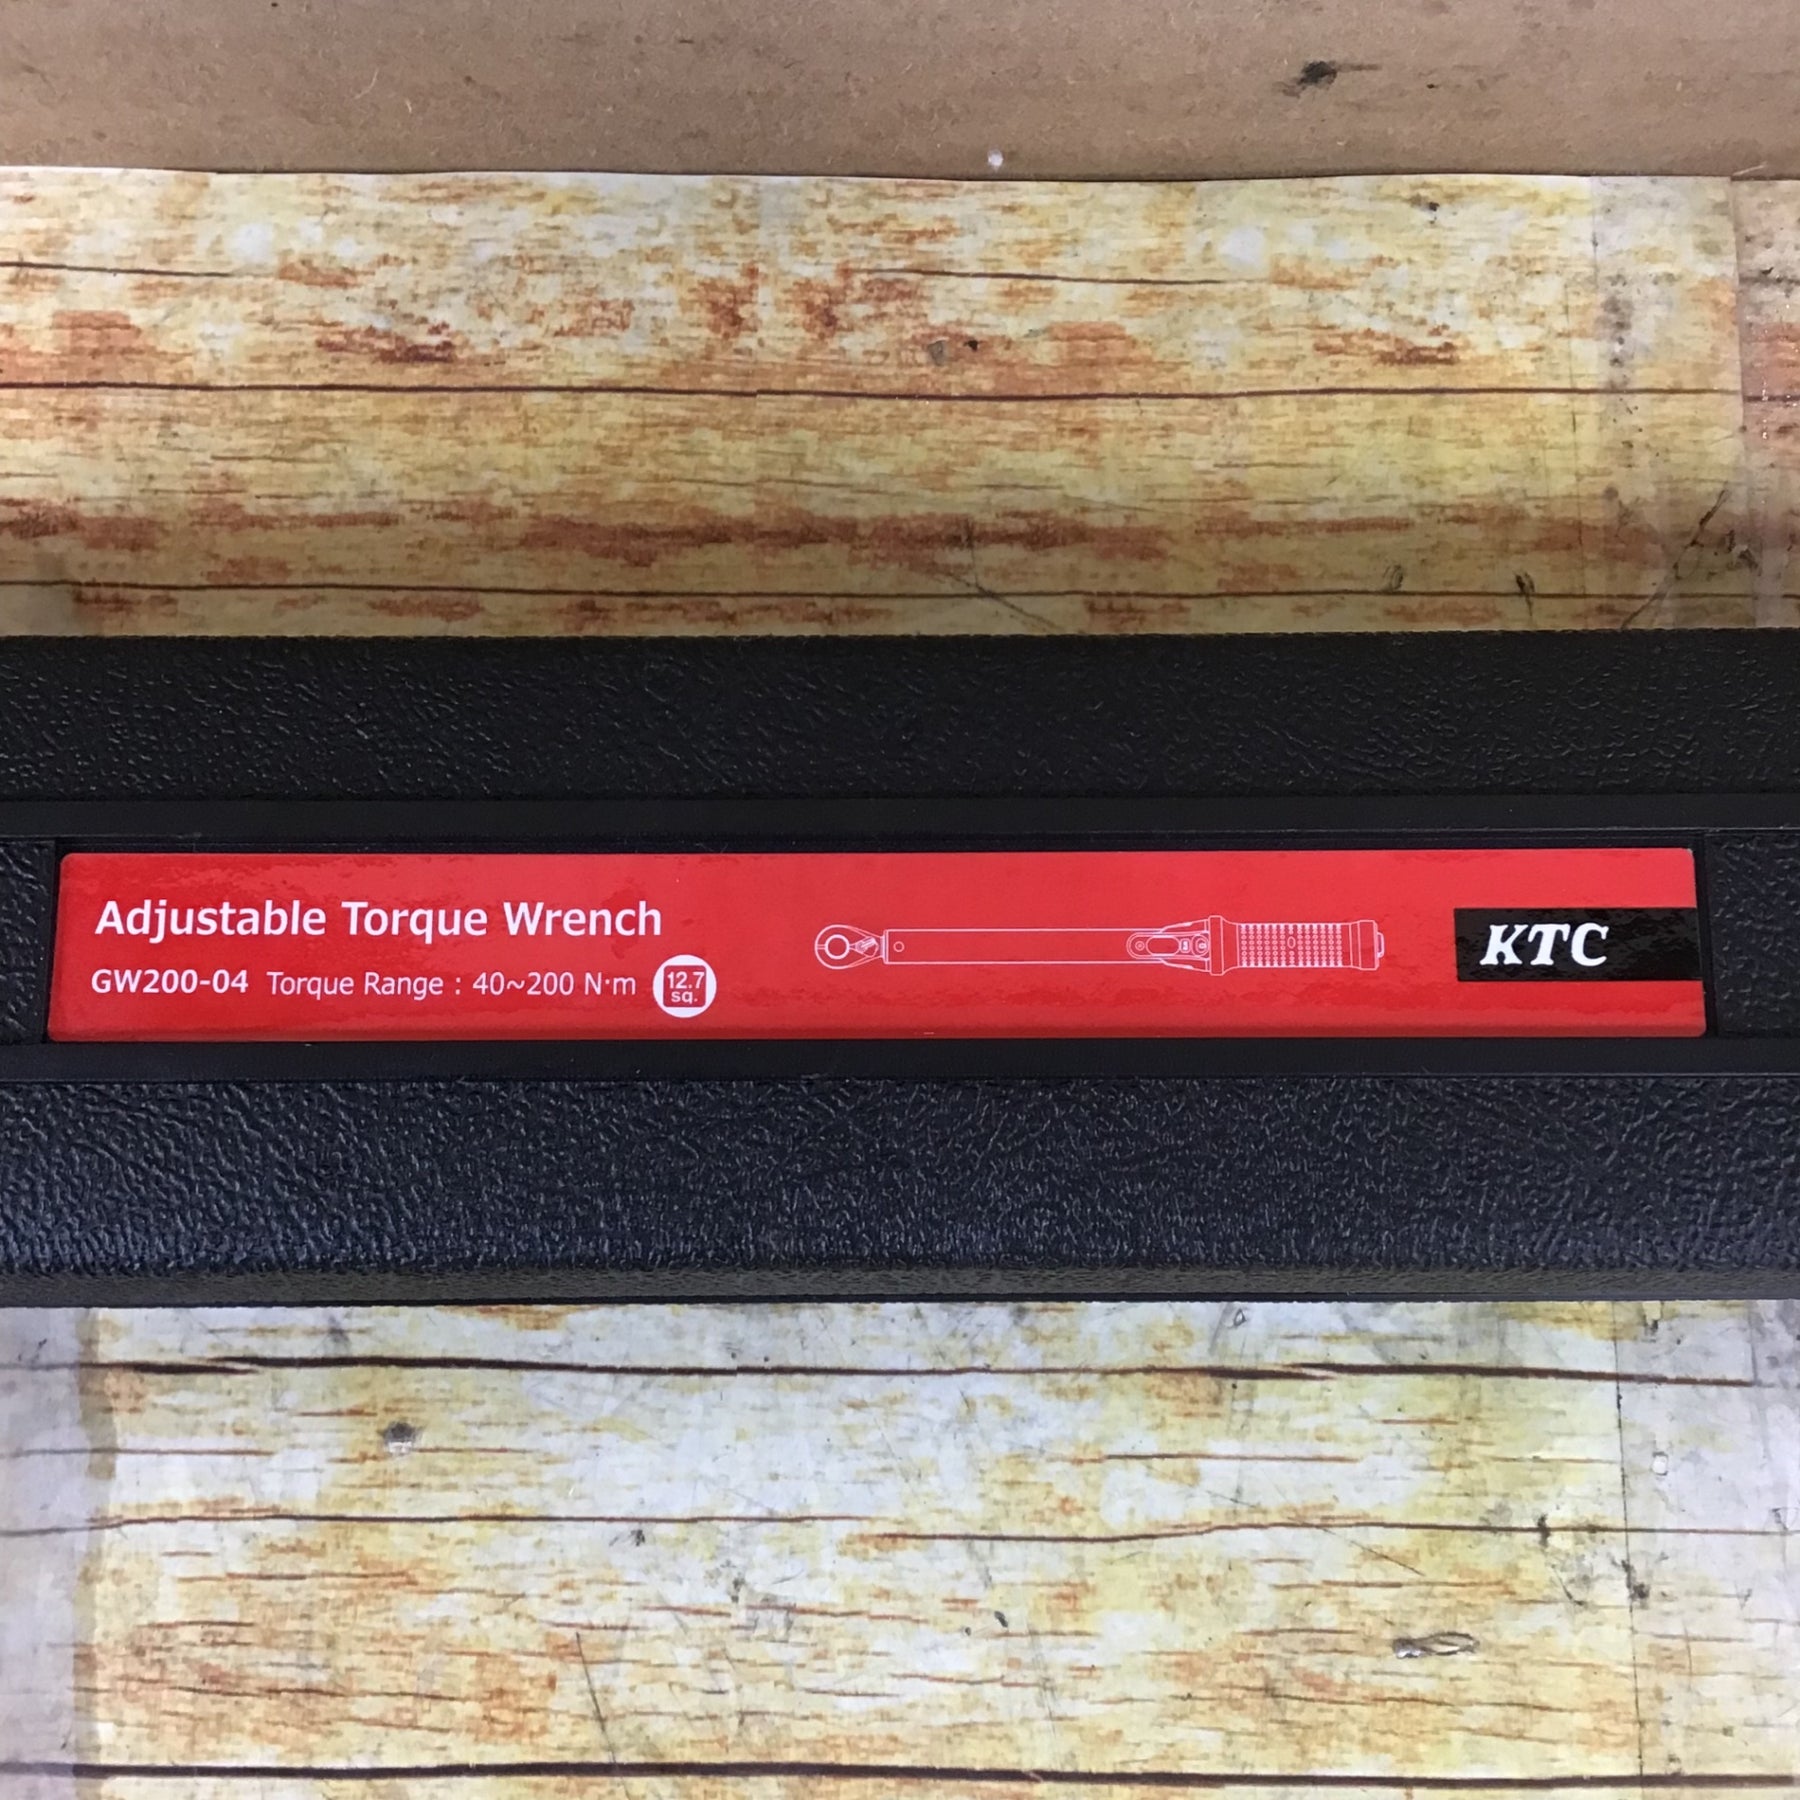 Adjustable Torque Wrench
GW200-04 Torque Range : 40~200 N·m
12.7
sq.
KTC